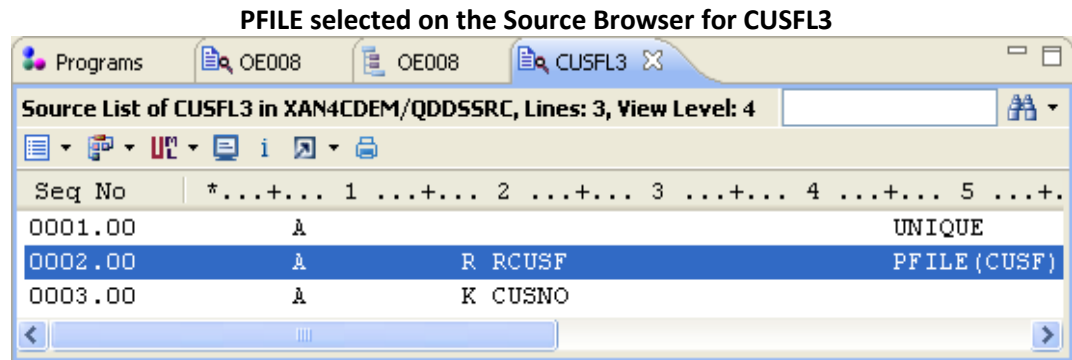 PFILE selected on the Source Browser for CUSFL3
Programs OE008 OE008 CUSFL3
Source List of CUSFL3 in XAN4CDEM/QDDSSRC, Lines: 3, View Level: 4
Seq No *...+... 1 ...+... 2 ...+... 3 ...+... 4 ...+... 5 ...+.
0001.00 A UNIQUE
0002.00 A R RCUSF PFILE(CUSF)
0003.00 A K CUSNO